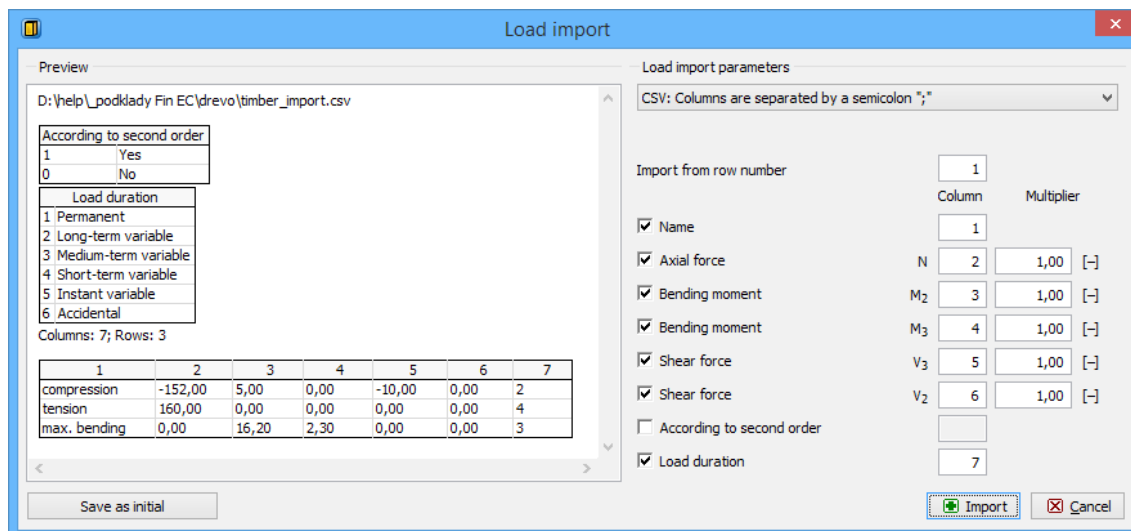 Load import
Preview
D:\help\_podklady Fin EC\drevo\timber_import.csv
According to second order
1 Yes
0 No
Load duration
1 Permanent
2 Long-term variable
3 Medium-term variable
4 Short-term variable
5 Instant variable
6 Accidental
Columns: 7; Rows: 3
1 2 3 4 5 6 7
compression -152,00 5,00 0,00 -10,00 0,00 2
tension 160,00 0,00 0,00 0,00 0,00 4
max. bending 0,00 16,20 2,30 0,00 0,00 3
Save as initial
Load import parameters
CSV: Columns are separated by a semicolon ";"
Import from row number 1
Column Multiplier
Name 1
Axial force N 2 1,00 [–]
Bending moment M2 3 1,00 [–]
Bending moment M3 4 1,00 [–]
Shear force V3 5 1,00 [–]
Shear force V2 6 1,00 [–]
According to second order
Load duration 7
Import Cancel